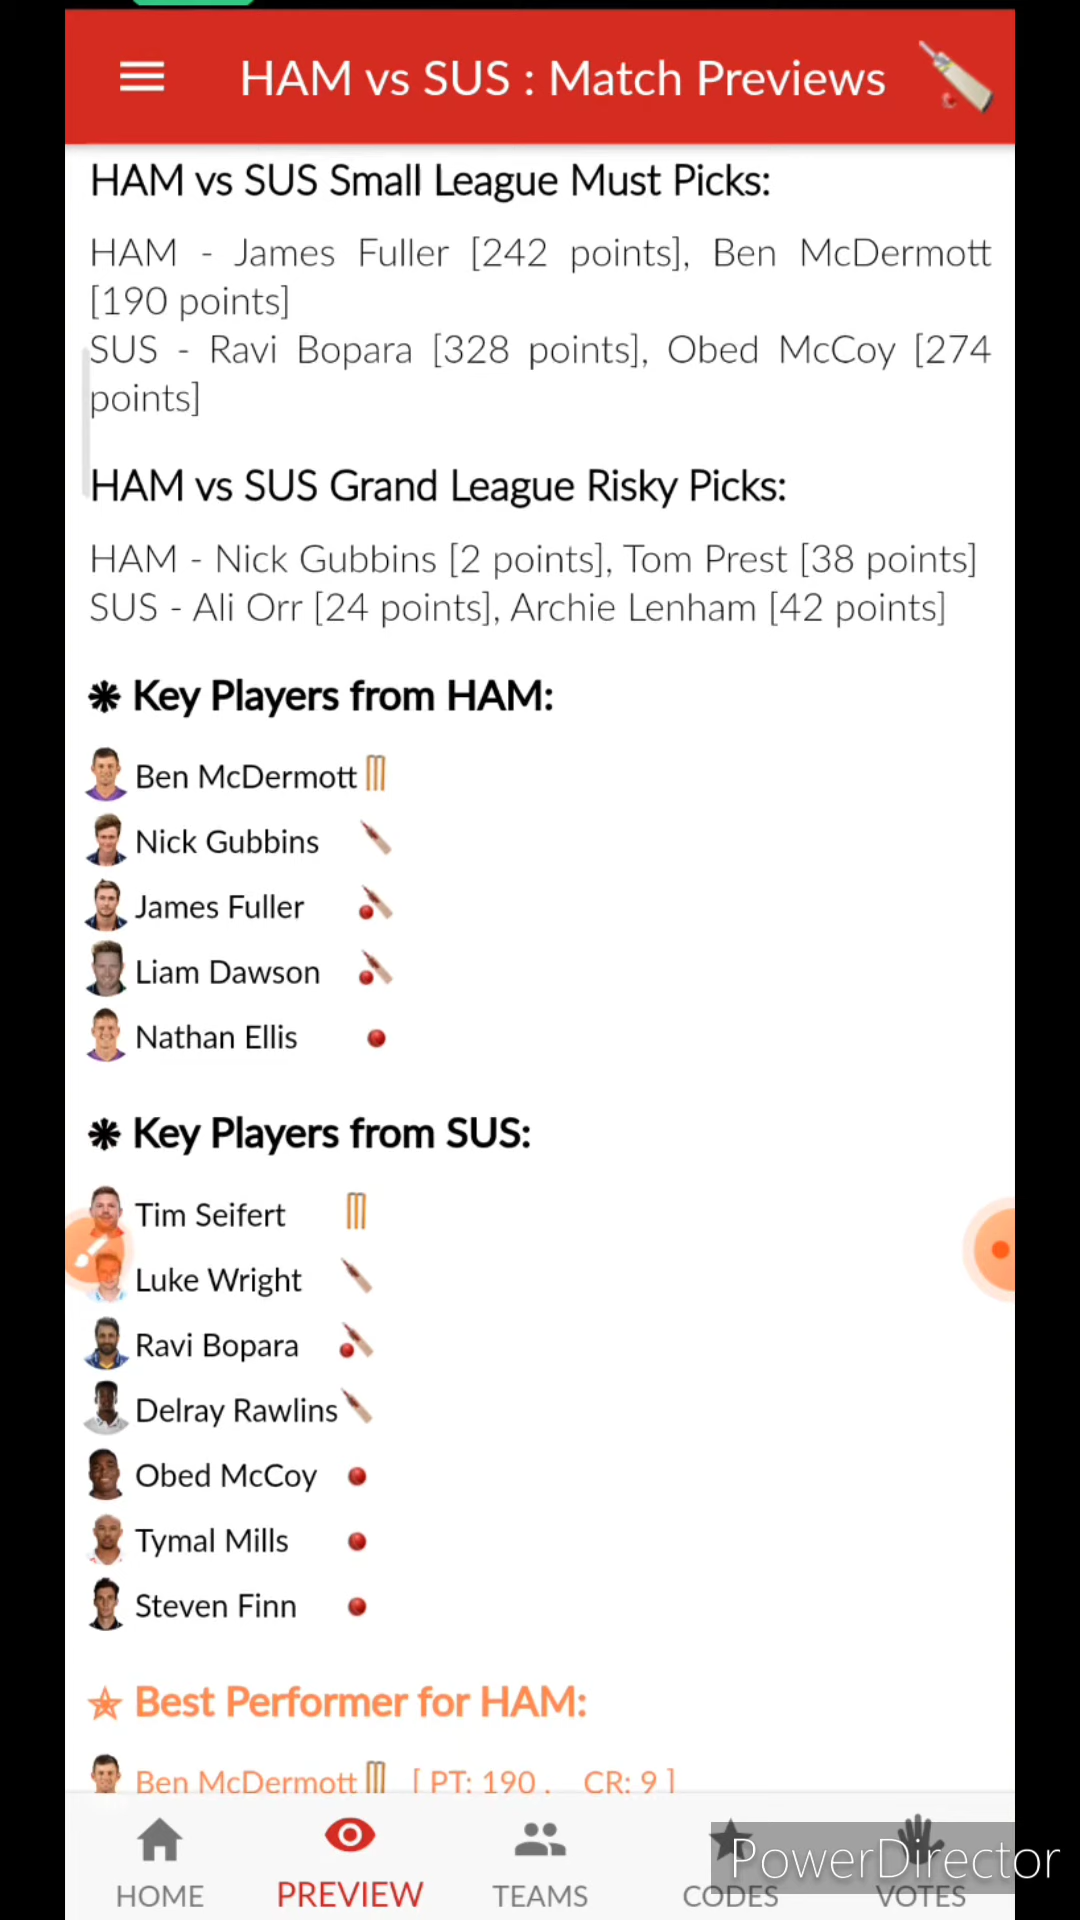 HAM vs SUS : Match Previews
HAM vs SUS Small League Must Picks:
HAM - James Fuller [242 points], Ben McDermott
[190 points]
SUS - Ravi Bopara [328 points], Obed McCoy [274
points]
HAM vs SUS Grand League Risky Picks:
HAM - Nick Gubbins [2 points], Tom Prest [38 points]
SUS - Ali Orr [24 points], Archie Lenham [42 points]
Key Players from HAM:
Ben McDermott
Nick Gubbins
James Fuller
Liam Dawson
Nathan Ellis
Key Players from SUS:
Tim Seifert
Luke Wright
Ravi Bopara
Delray Rawlins
Obed McCoy
Tymal Mills
Steven Finn
Best Performer for HAM:
Ben McDermott [ PT: 190 , CR: 9 ]
PowerDirector
HOME PREVIEW TEAMS CODES VOTES